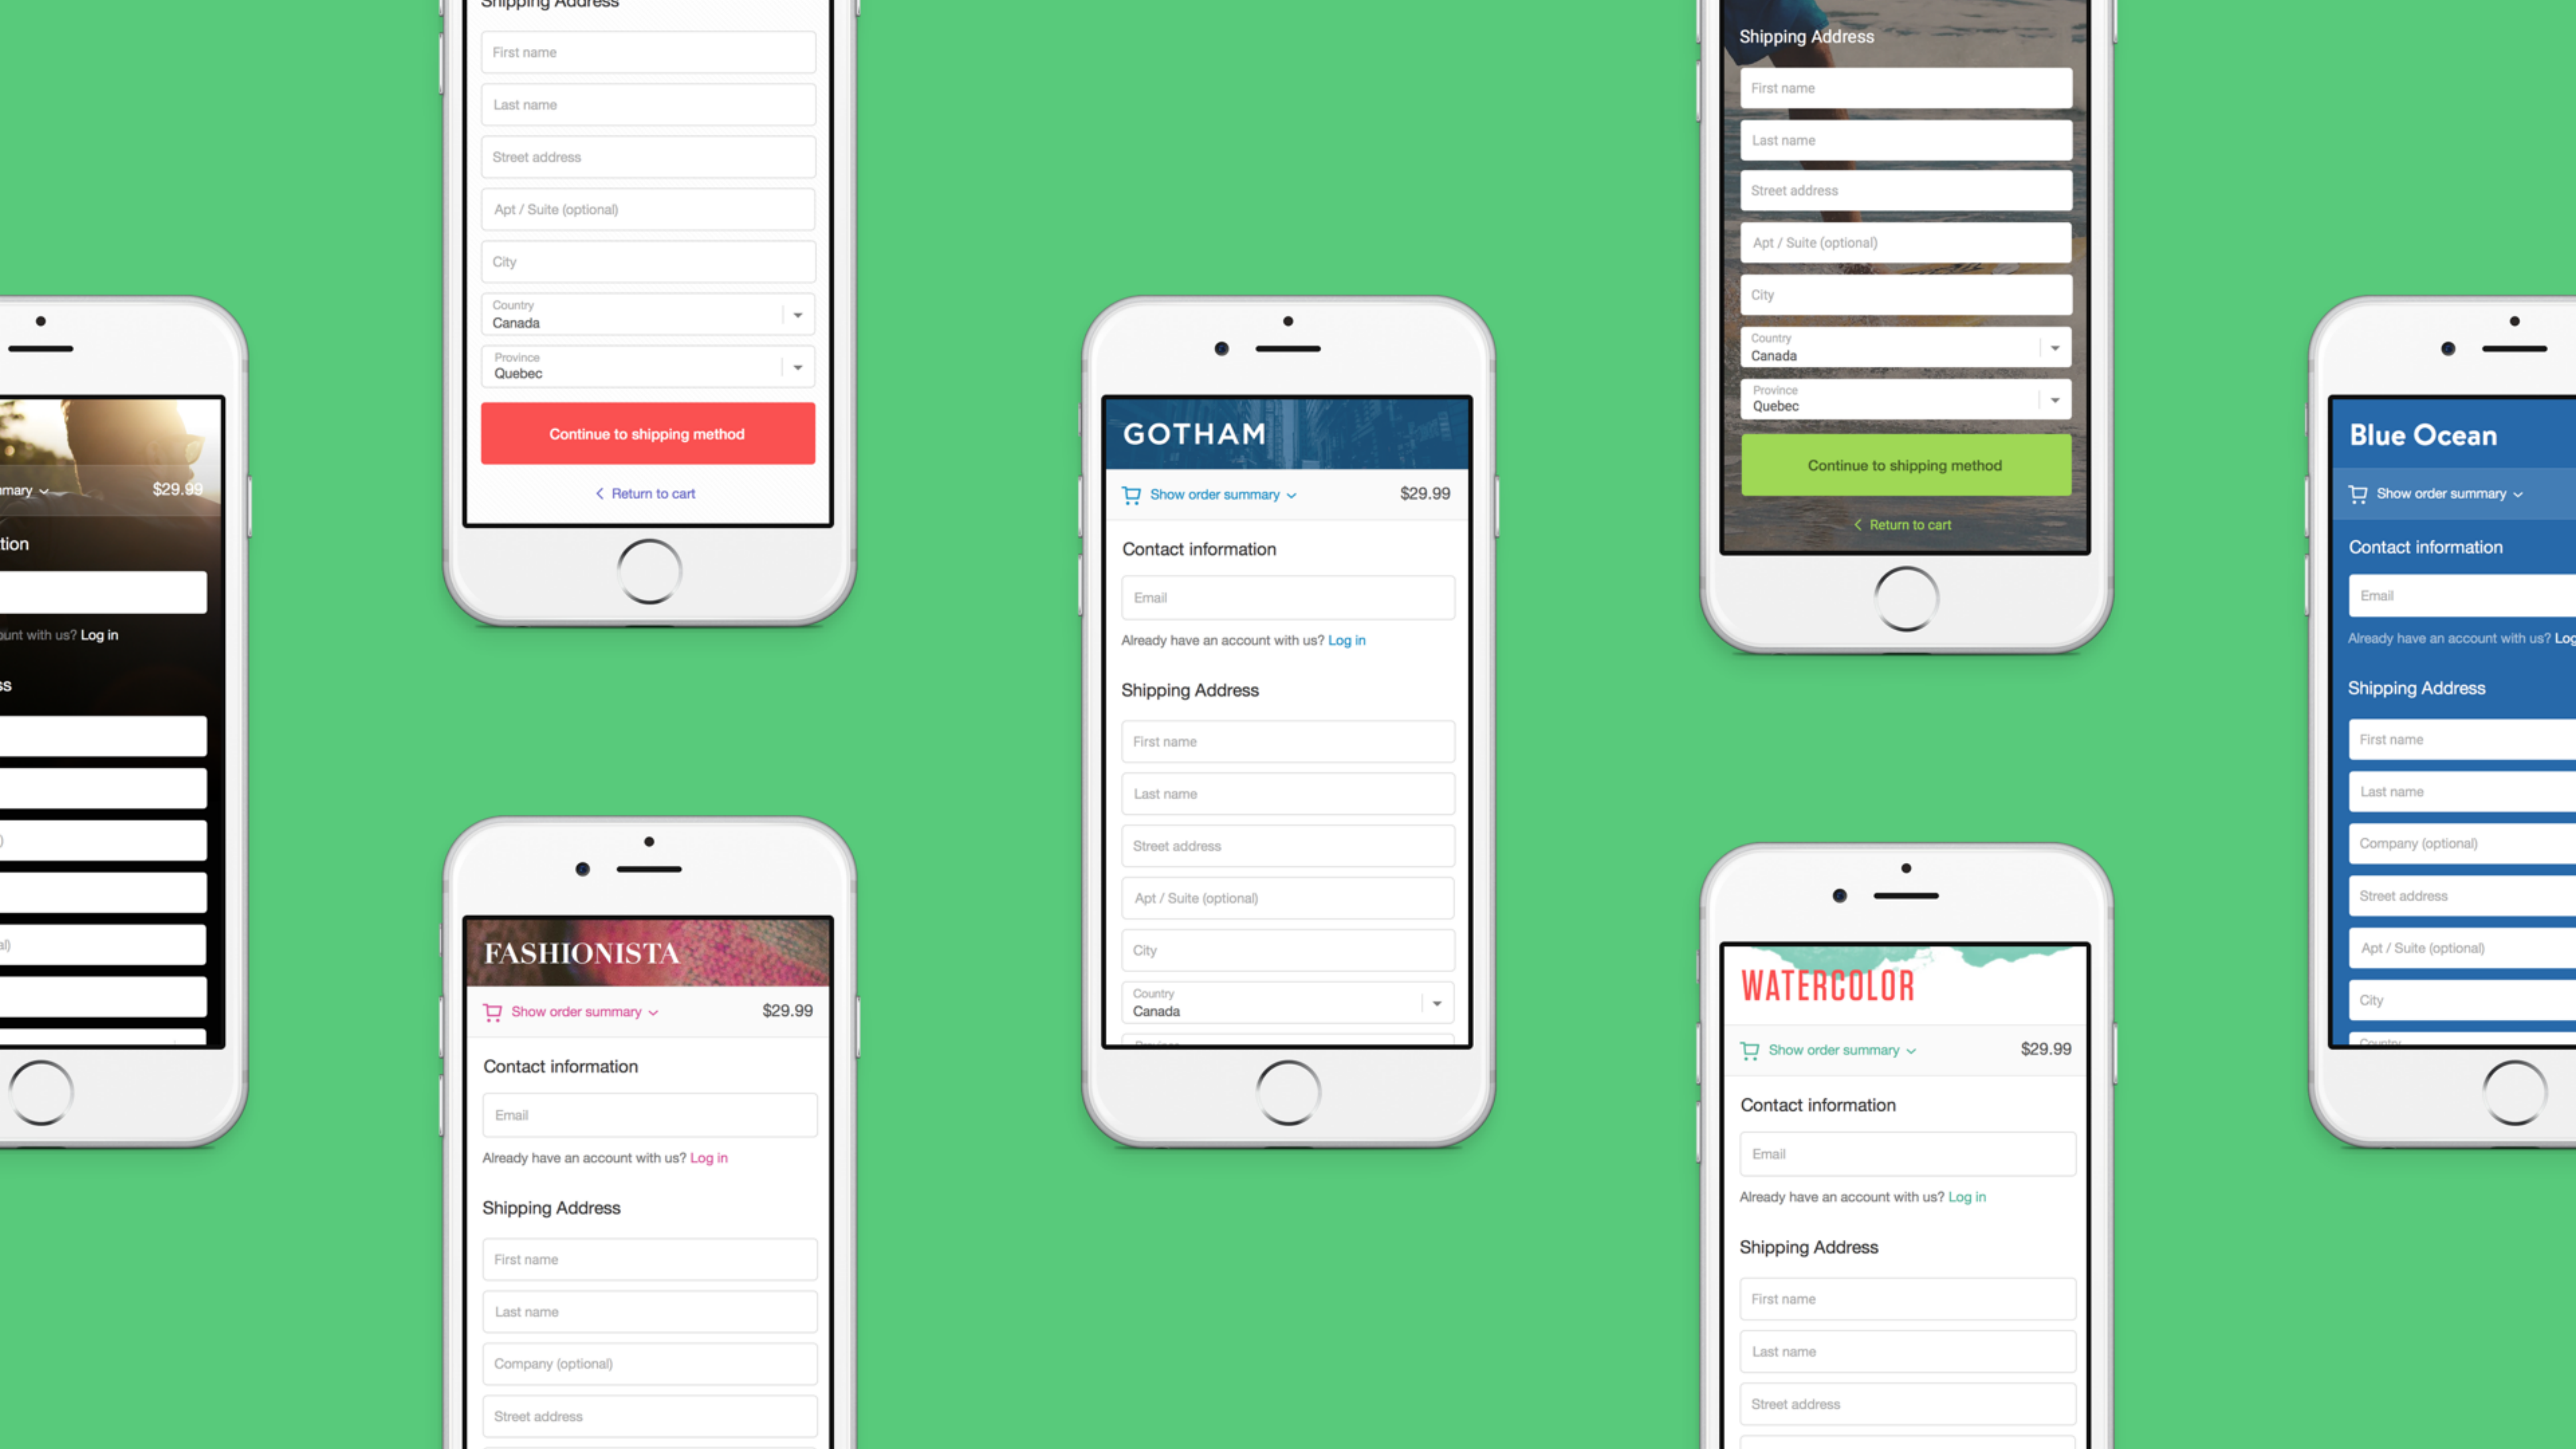 $29.99
Log in
Shipping Address
First name
Last name
Street address
Apt / Suite (optional)
City
Country
Canada
Province
Quebec
Continue to shipping method
Return to cart
FASHIONISTA
Show order summary
$29.99
Contact information
Email
Already have an account with us? Log in
Shipping Address
First name
Last name
Company (optional)
Street address
GOTHAM
Show order summary
$29.99
Contact information
Email
Already have an account with us? Log in
Shipping Address
First name
Last name
Street address
Apt / Suite (optional)
City
Country
Canada
Province
Shipping Address
First name
Last name
Street address
Apt / Suite (optional)
City
Country
Canada
Province
Quebec
Continue to shipping method
Return to cart
WATERCOLOR
Show order summary
$29.99
Contact information
Email
Already have an account with us? Log in
Shipping Address
First name
Last name
Street address
Blue Ocean
Show order summary
Contact information
Email
Already have an account with us? Log
Shipping Address
First name
Last name
Company (optional)
Street address
Apt / Suite (optional)
City
Country